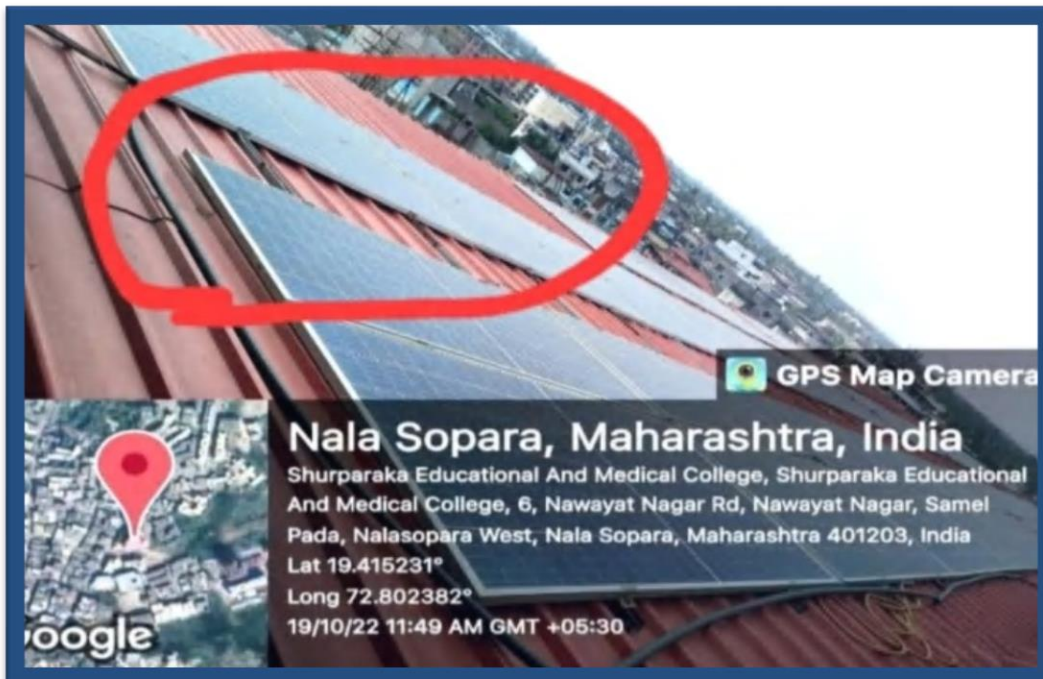 GPS Map Camera
Nala Sopara, Maharashtra, India
Shurparaka Educational And Medical College, Shurparaka Educational
And Medical College, 6, Nawayat Nagar Rd, Nawayat Nagar, Samel
Pada, Nalasopara West, Nala Sopara, Maharashtra 401203, India
Lat 19.415231°
Long 72.802382°
19/10/22 11:49 AM GMT +05:30
Google